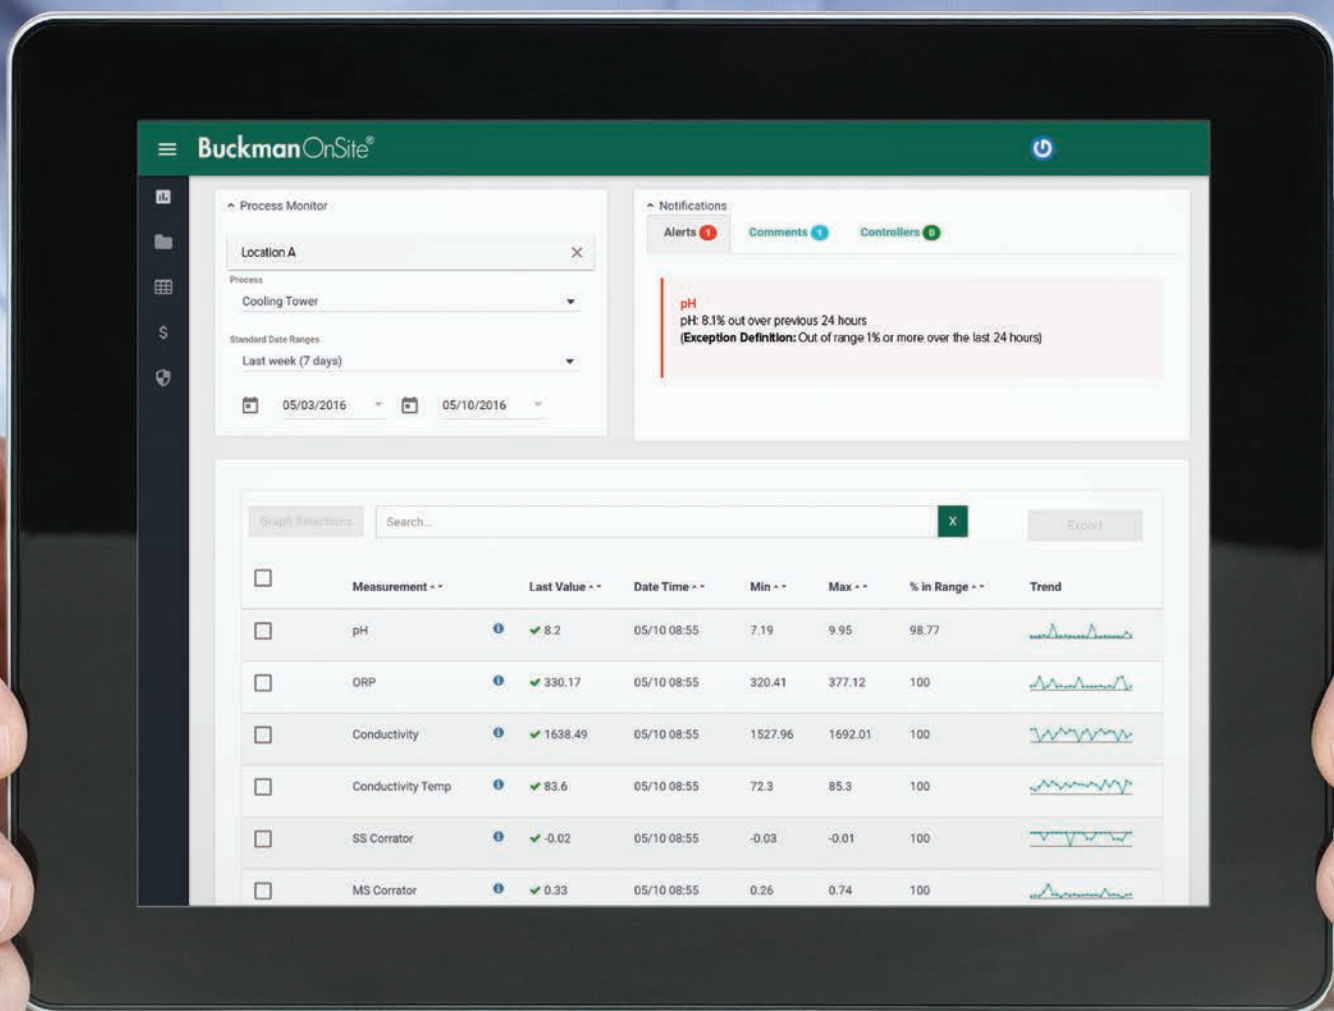 Buckman OnSite®
Process Monitor
Location A
Process
Cooling Tower
Standard Date Ranges
Last week (7 days)
05/03/2016 05/10/2016
Notifications
Alerts 1 Comments 1 Controllers 0
pH
pH: 8.1% out over previous 24 hours
(Exception Definition: Out of range 1% or more over the last 24 hours)
Graph Selections Search... X Export
Measurement Last Value Date Time Min Max % in Range Trend
pH 8.2 05/10 08:55 7.19 9.95 98.77
ORP 330.17 05/10 08:55 320.41 377.12 100
Conductivity 1638.49 05/10 08:55 1527.96 1692.01 100
Conductivity Temp 83.6 05/10 08:55 72.3 85.3 100
SS Corrator -0.02 05/10 08:55 -0.03 -0.01 100
MS Corrator 0.33 05/10 08:55 0.26 0.74 100